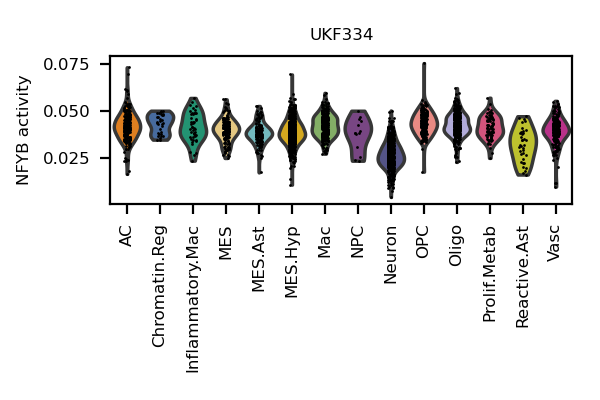 UKF334
NFYB activity
0.075
0.050
0.025
AC
Chromatin.Reg
Inflammatory.Mac
MES
MES.Ast
MES.Hyp
Mac
NPC
Neuron
OPC
Oligo
Prolif.Metab
Reactive.Ast
Vasc